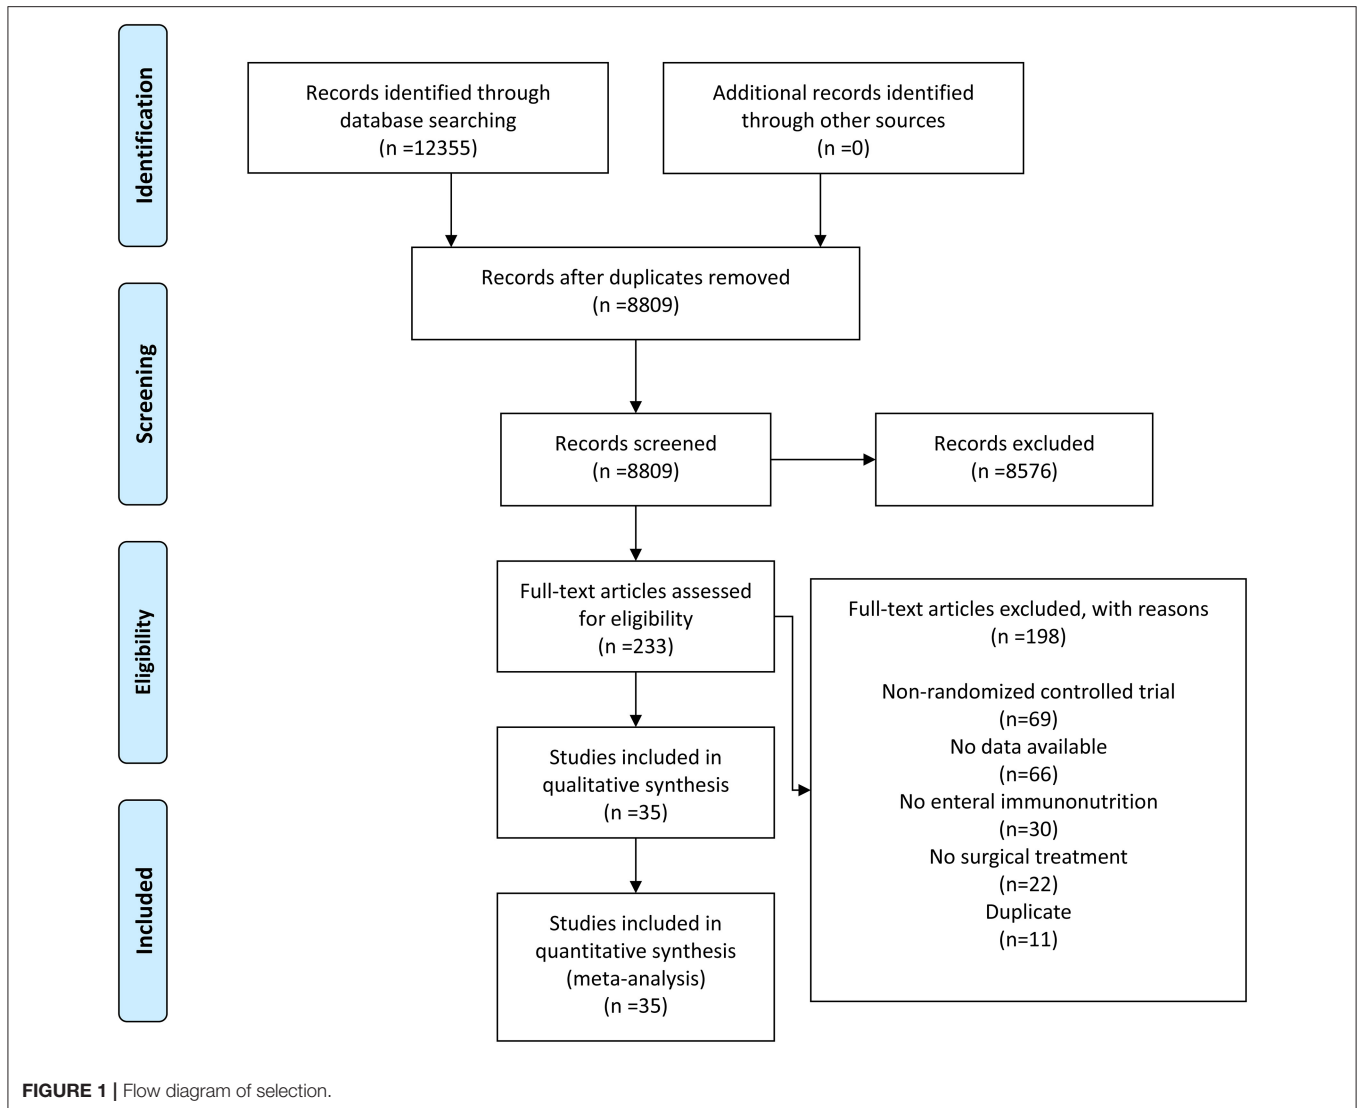 Identification
Records identified through
database searching
(n =12355)
Additional records identified
through other sources
(n =0)
Records after duplicates removed
(n =8809)
Screening
Records screened
(n =8809)
Records excluded
(n =8576)
Eligibility
Full-text articles assessed
for eligibility
(n =233)
Full-text articles excluded, with reasons
(n =198)
Non-randomized controlled trial
(n=69)
No data available
(n=66)
No enteral immunonutrition
(n=30)
No surgical treatment
(n=22)
Duplicate
(n=11)
Studies included in
qualitative synthesis
(n =35)
Included
Studies included in
quantitative synthesis
(meta-analysis)
(n =35)
FIGURE 1 | Flow diagram of selection.